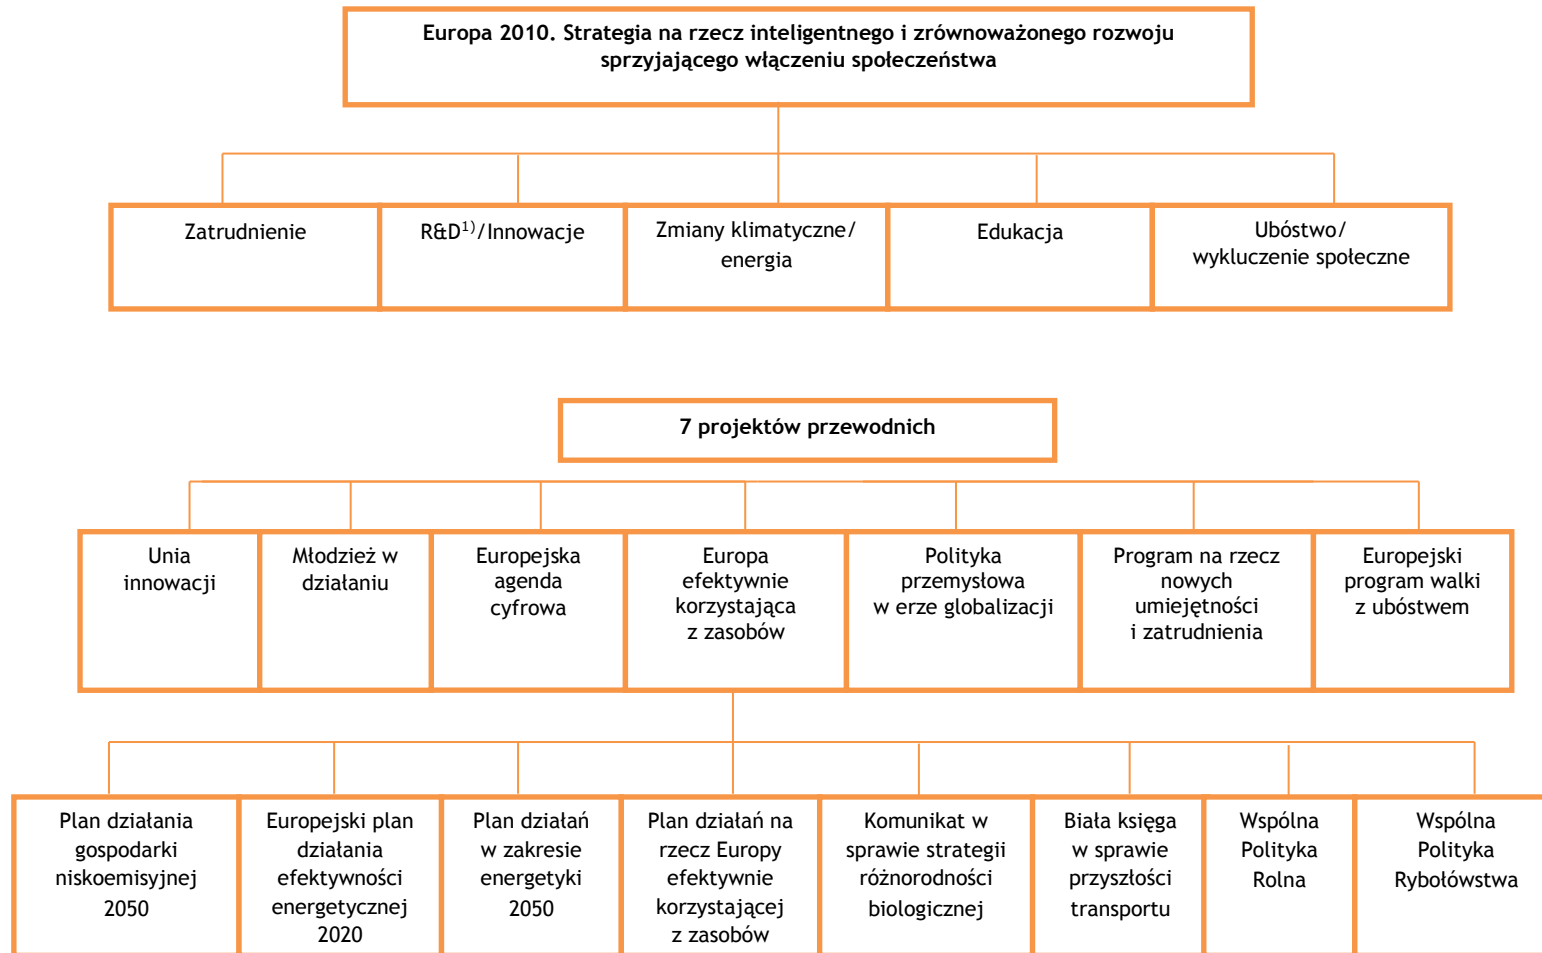 Europa 2010. Strategia na rzecz inteligentnego i zrównoważonego rozwoju
sprzyjającego włączeniu społeczeństwa
Zatrudnienie
R&D1)/Innowacje
Zmiany klimatyczne/
energia
Edukacja
Ubóstwo/
wykluczenie społeczne
7 projektów przewodnich
Unia
innowacji
Młodzież w
działaniu
Europejska
agenda
cyfrowa
Europa
efektywnie
korzystająca
z zasobów
Polityka
przemysłowa
w erze globalizacji
Program na rzecz
nowych
umiejętności
i zatrudnienia
Europejski
program walki
z ubóstwem
Plan działania
gospodarki
niskoemisyjnej
2050
Europejski plan
działania
efektywności
energetycznej
2020
Plan działań
w zakresie
energetyki
2050
Plan działań na
rzecz Europy
efektywnie
korzystającej
z zasobów
Komunikat w
sprawie strategii
różnorodności
biologicznej
Biała księga
w sprawie
przyszłości
transportu
Wspólna
Polityka
Rolna
Wspólna
Polityka
Rybołówstwa